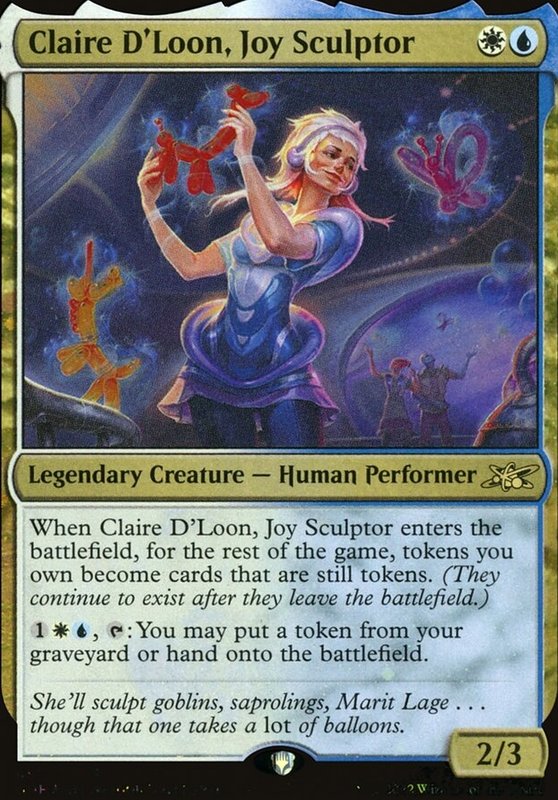 Claire D'Loon, Joy Sculptor
Legendary Creature — Human Performer
When Claire D'Loon, Joy Sculptor enters the
battlefield, for the rest of the game, tokens you
own become cards that are still tokens. (They
continue to exist after they leave the battlefield.)
1 , : You may put a token from your
graveyard or hand onto the battlefield.
She'll sculpt goblins, saprolings, Marit Lage . . .
though that one takes a lot of balloons.
2/3